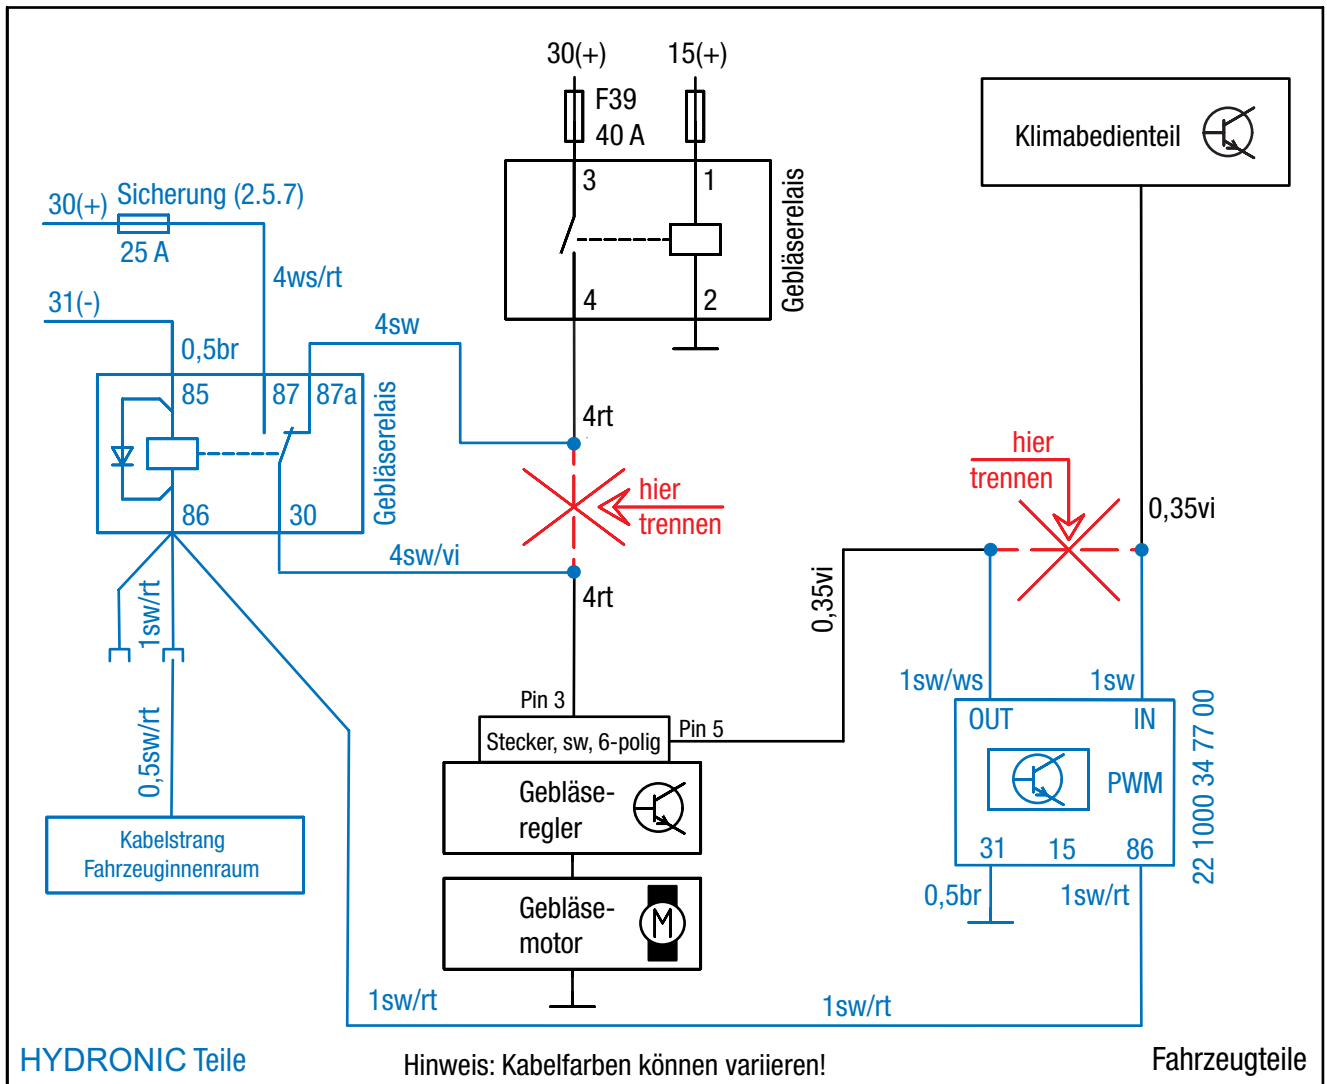 30(+)
15(+)
F39
40 A
3
1
4
2
Gebläserelais
Klimabedienteil
30(+)
Sicherung (2.5.7)
25 A
4ws/rt
31(-)
0,5br
4sw
85
87
87a
86
30
Gebläserelais
4rt
hier
trennen
4sw/vi
4rt
1sw/rt
0,5sw/rt
Kabelstrang
Fahrzeuginnenraum
hier
trennen
0,35vi
0,35vi
Pin 3
Stecker, sw, 6-polig
Pin 5
Gebläse-
regler
Gebläse-
motor
M
1sw/ws
1sw
OUT
IN
PWM
31
15
86
22 1000 34 77 00
0,5br
1sw/rt
1sw/rt
1sw/rt
HYDRONIC Teile
Hinweis: Kabelfarben können variieren!
Fahrzeugteile